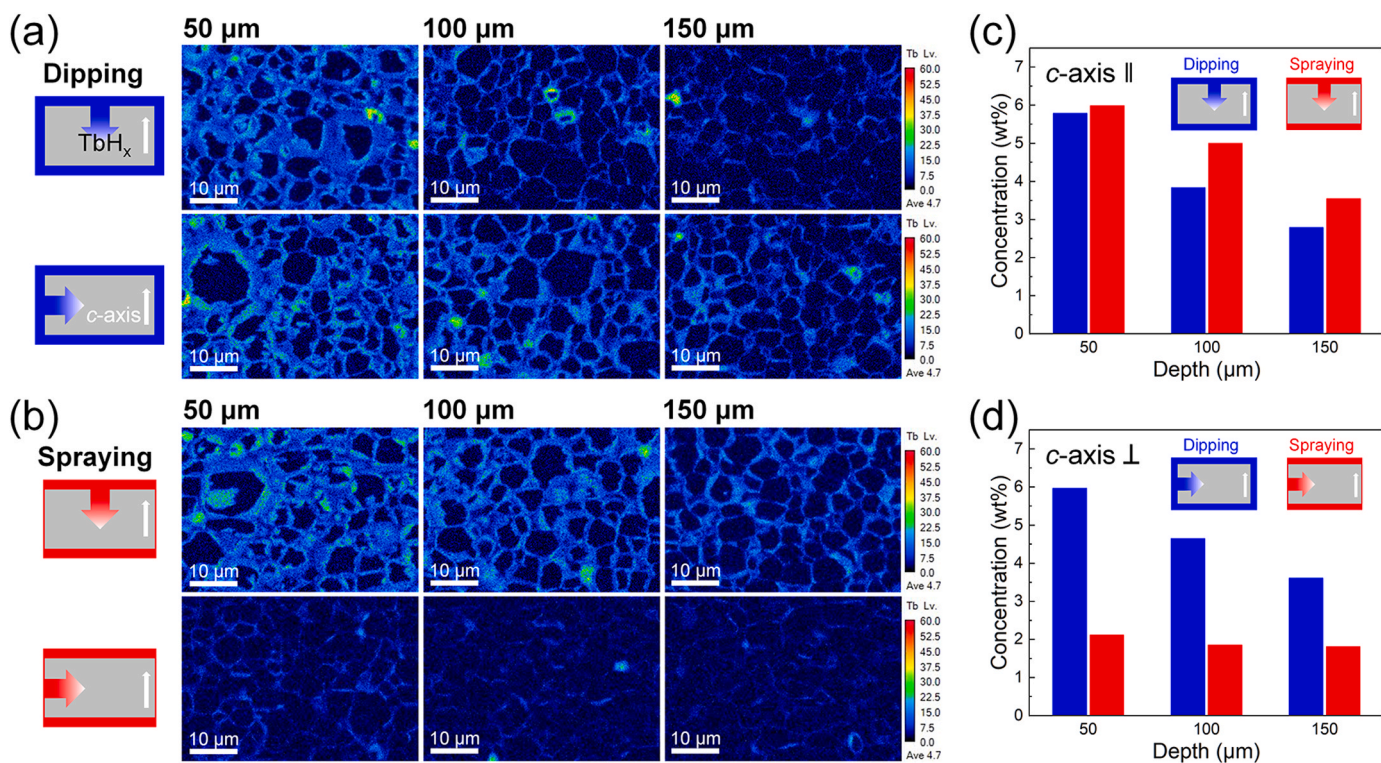 (a)
Dipping
TbHx
c-axis
50 μm 100 μm 150 μm
10 μm 10 μm 10 μm
Tb Lv.
60.0
52.5
45.0
37.5
30.0
22.5
15.0
7.5
0.0
Ave 4.7
10 μm 10 μm 10 μm
Tb Lv.
60.0
52.5
45.0
37.5
30.0
22.5
15.0
7.5
0.0
Ave 4.7
(b)
Spraying
50 μm 100 μm 150 μm
10 μm 10 μm 10 μm
Tb Lv.
60.0
52.5
45.0
37.5
30.0
22.5
15.0
7.5
0.0
Ave 4.7
10 μm 10 μm 10 μm
Tb Lv.
60.0
52.5
45.0
37.5
30.0
22.5
15.0
7.5
0.0
Ave 4.7
(c)
c-axis ∥
Dipping Spraying
Concentration (wt%)
7
6
5
4
3
2
1
0
50 100 150
Depth (μm)
(d)
c-axis ⊥
Dipping Spraying
Concentration (wt%)
7
6
5
4
3
2
1
0
50 100 150
Depth (μm)